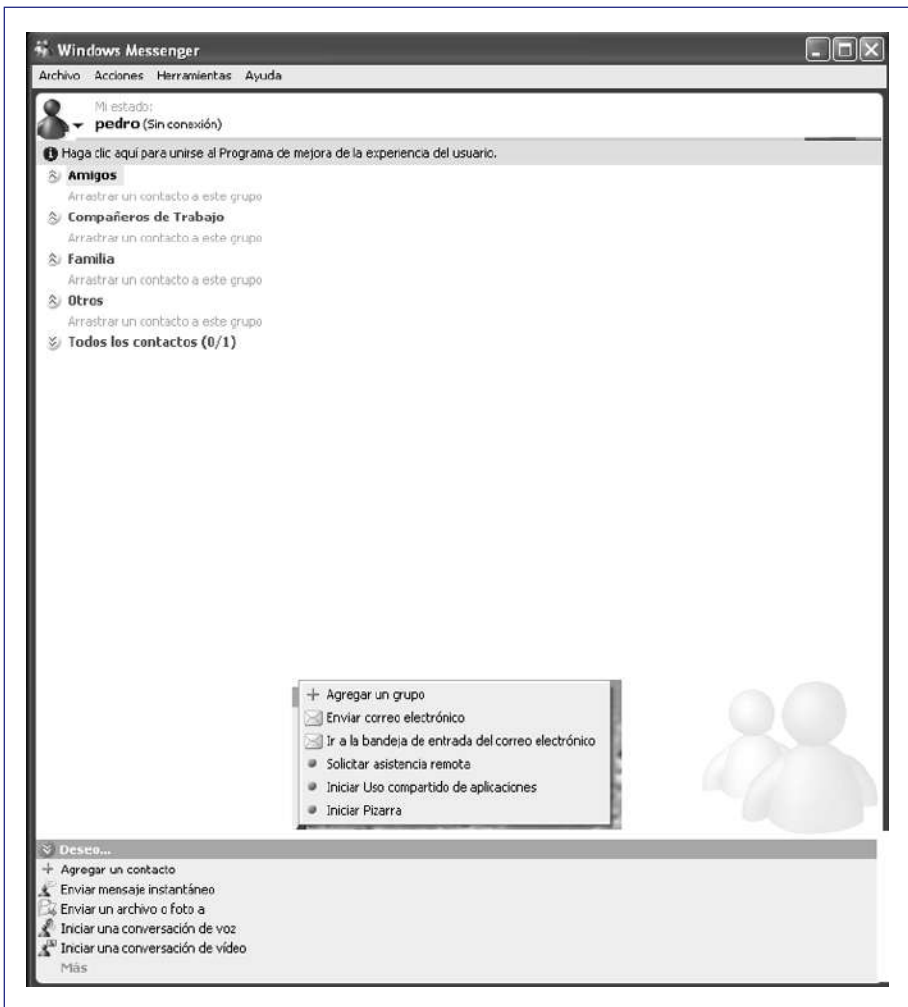 Windows Messenger
Archivo Acciones Herramientas Ayuda
Mi estado:
pedro (Sin conexión)
Haga clic aquí para unirse al Programa de mejora de la experiencia del usuario.
Amigos
Arrastrar un contacto a este grupo
Compañeros de Trabajo
Arrastrar un contacto a este grupo
Familia
Arrastrar un contacto a este grupo
Otros
Arrastrar un contacto a este grupo
Todos los contactos (0/1)
Agregar un grupo
Enviar correo electrónico
Ir a la bandeja de entrada del correo electrónico
Solicitar asistencia remota
Iniciar Uso compartido de aplicaciones
Iniciar Pizarra
Deseo...
Agregar un contacto
Enviar mensaje instantáneo
Enviar un archivo o foto a
Iniciar una conversación de voz
Iniciar una conversación de vídeo
Más